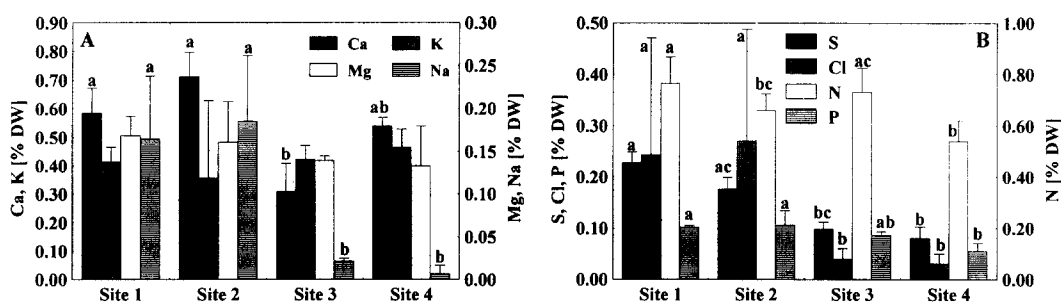 A
Ca, K [% DW]
0.90
0.80
0.70
0.60
0.50
0.40
0.30
0.20
0.10
0.00
Ca
K
Mg
Na
a
a
a
a
b
b
ab
b
Site 1
Site 2
Site 3
Site 4
0.30
0.25
0.20
0.15
0.10
0.05
0.00
Mg, Na [% DW]
B
S, Cl, P [% DW]
0.50
0.40
0.30
0.20
0.10
0.00
S
Cl
N
P
a
a
a
a
ac
a
bc
a
bc
b
ac
ab
b
b
b
b
Site 1
Site 2
Site 3
Site 4
1.00
0.80
0.60
0.40
0.20
0.00
N [% DW]